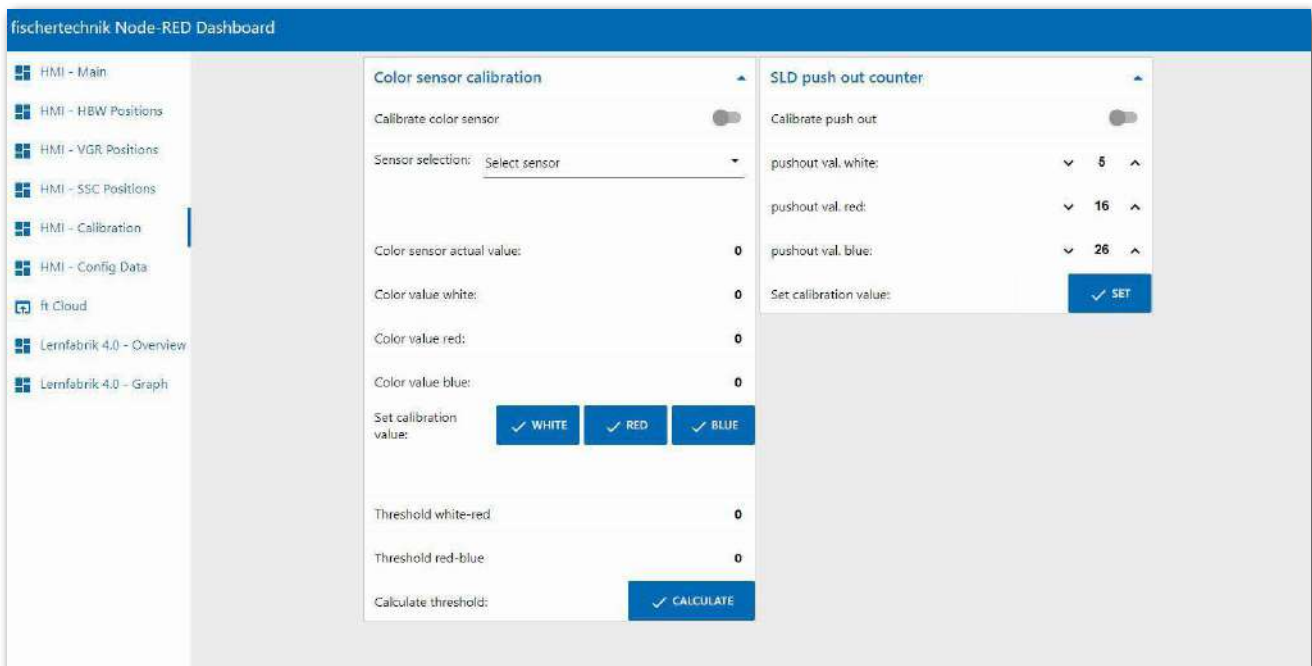 fischertechnik Node-RED Dashboard
HMI - Main
HMI - HBW Positions
HMI - VGR Positions
HMI - SSC Positions
HMI - Calibration
HMI - Config Data
ft Cloud
Lernfabrik 4.0 - Overview
Lernfabrik 4.0 - Graph
Color sensor calibration
Calibrate color sensor
Sensor selection: Select sensor
Color sensor actual value: 0
Color value white: 0
Color value red: 0
Color value blue: 0
Set calibration
value:
WHITE RED BLUE
Threshold white-red 0
Threshold red-blue 0
Calculate threshold: CALCULATE
SLD push out counter
Calibrate push out
pushout val. white: 5
pushout val. red: 16
pushout val. blue: 26
Set calibration value: SET